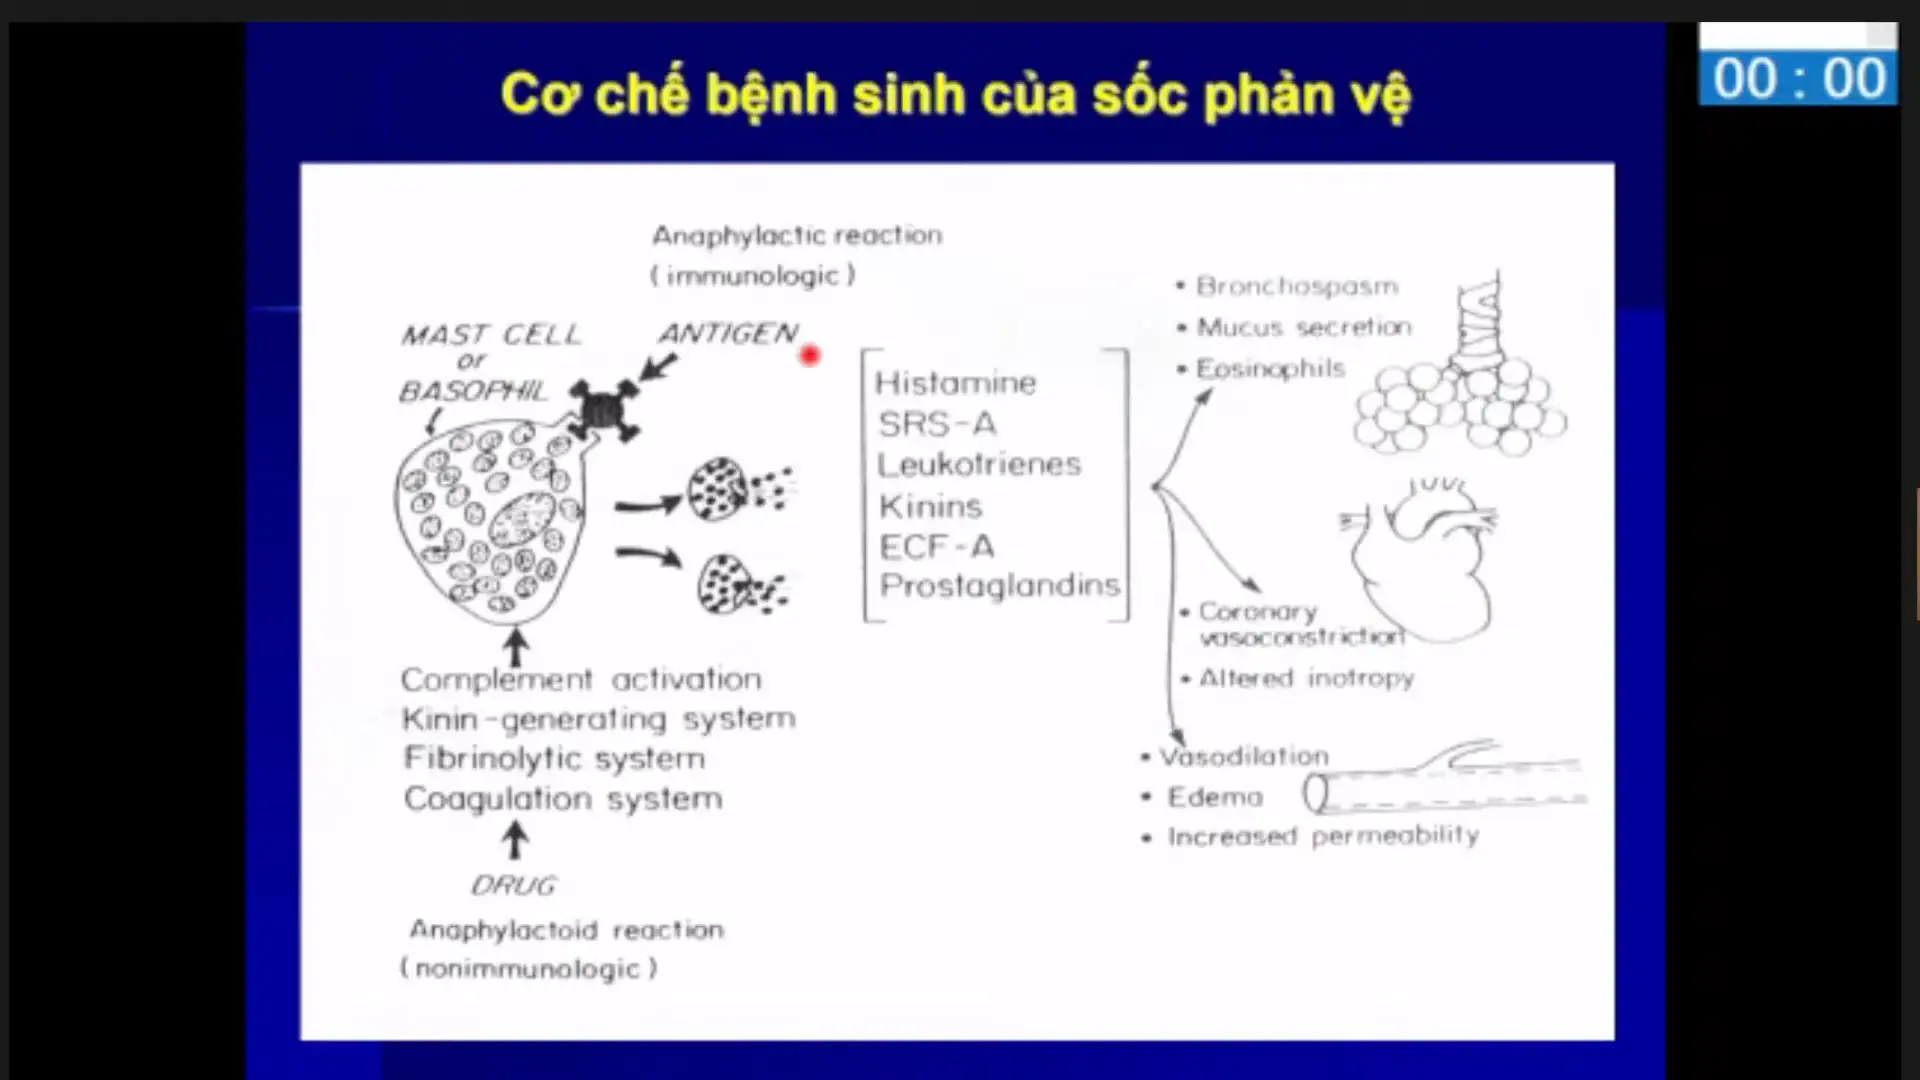 Cơ chế bệnh sinh của sốc phản vệ
00 : 00
Anaphylactic reaction
(immunologic)
MAST CELL
or
BASOPHIL
ANTIGEN
Histamine
SRS-A
Leukotrienes
Kinins
ECF-A
Prostaglandins
• Bronchospasm
• Mucus secretion
• Eosinophils
• Coronary
vasoconstriction
• Altered inotropy
• Vasodilation
• Edema
• Increased permeability
Complement activation
Kinin-generating system
Fibrinolytic system
Coagulation system
DRUG
Anaphylactoid reaction
(nonimmunologic)